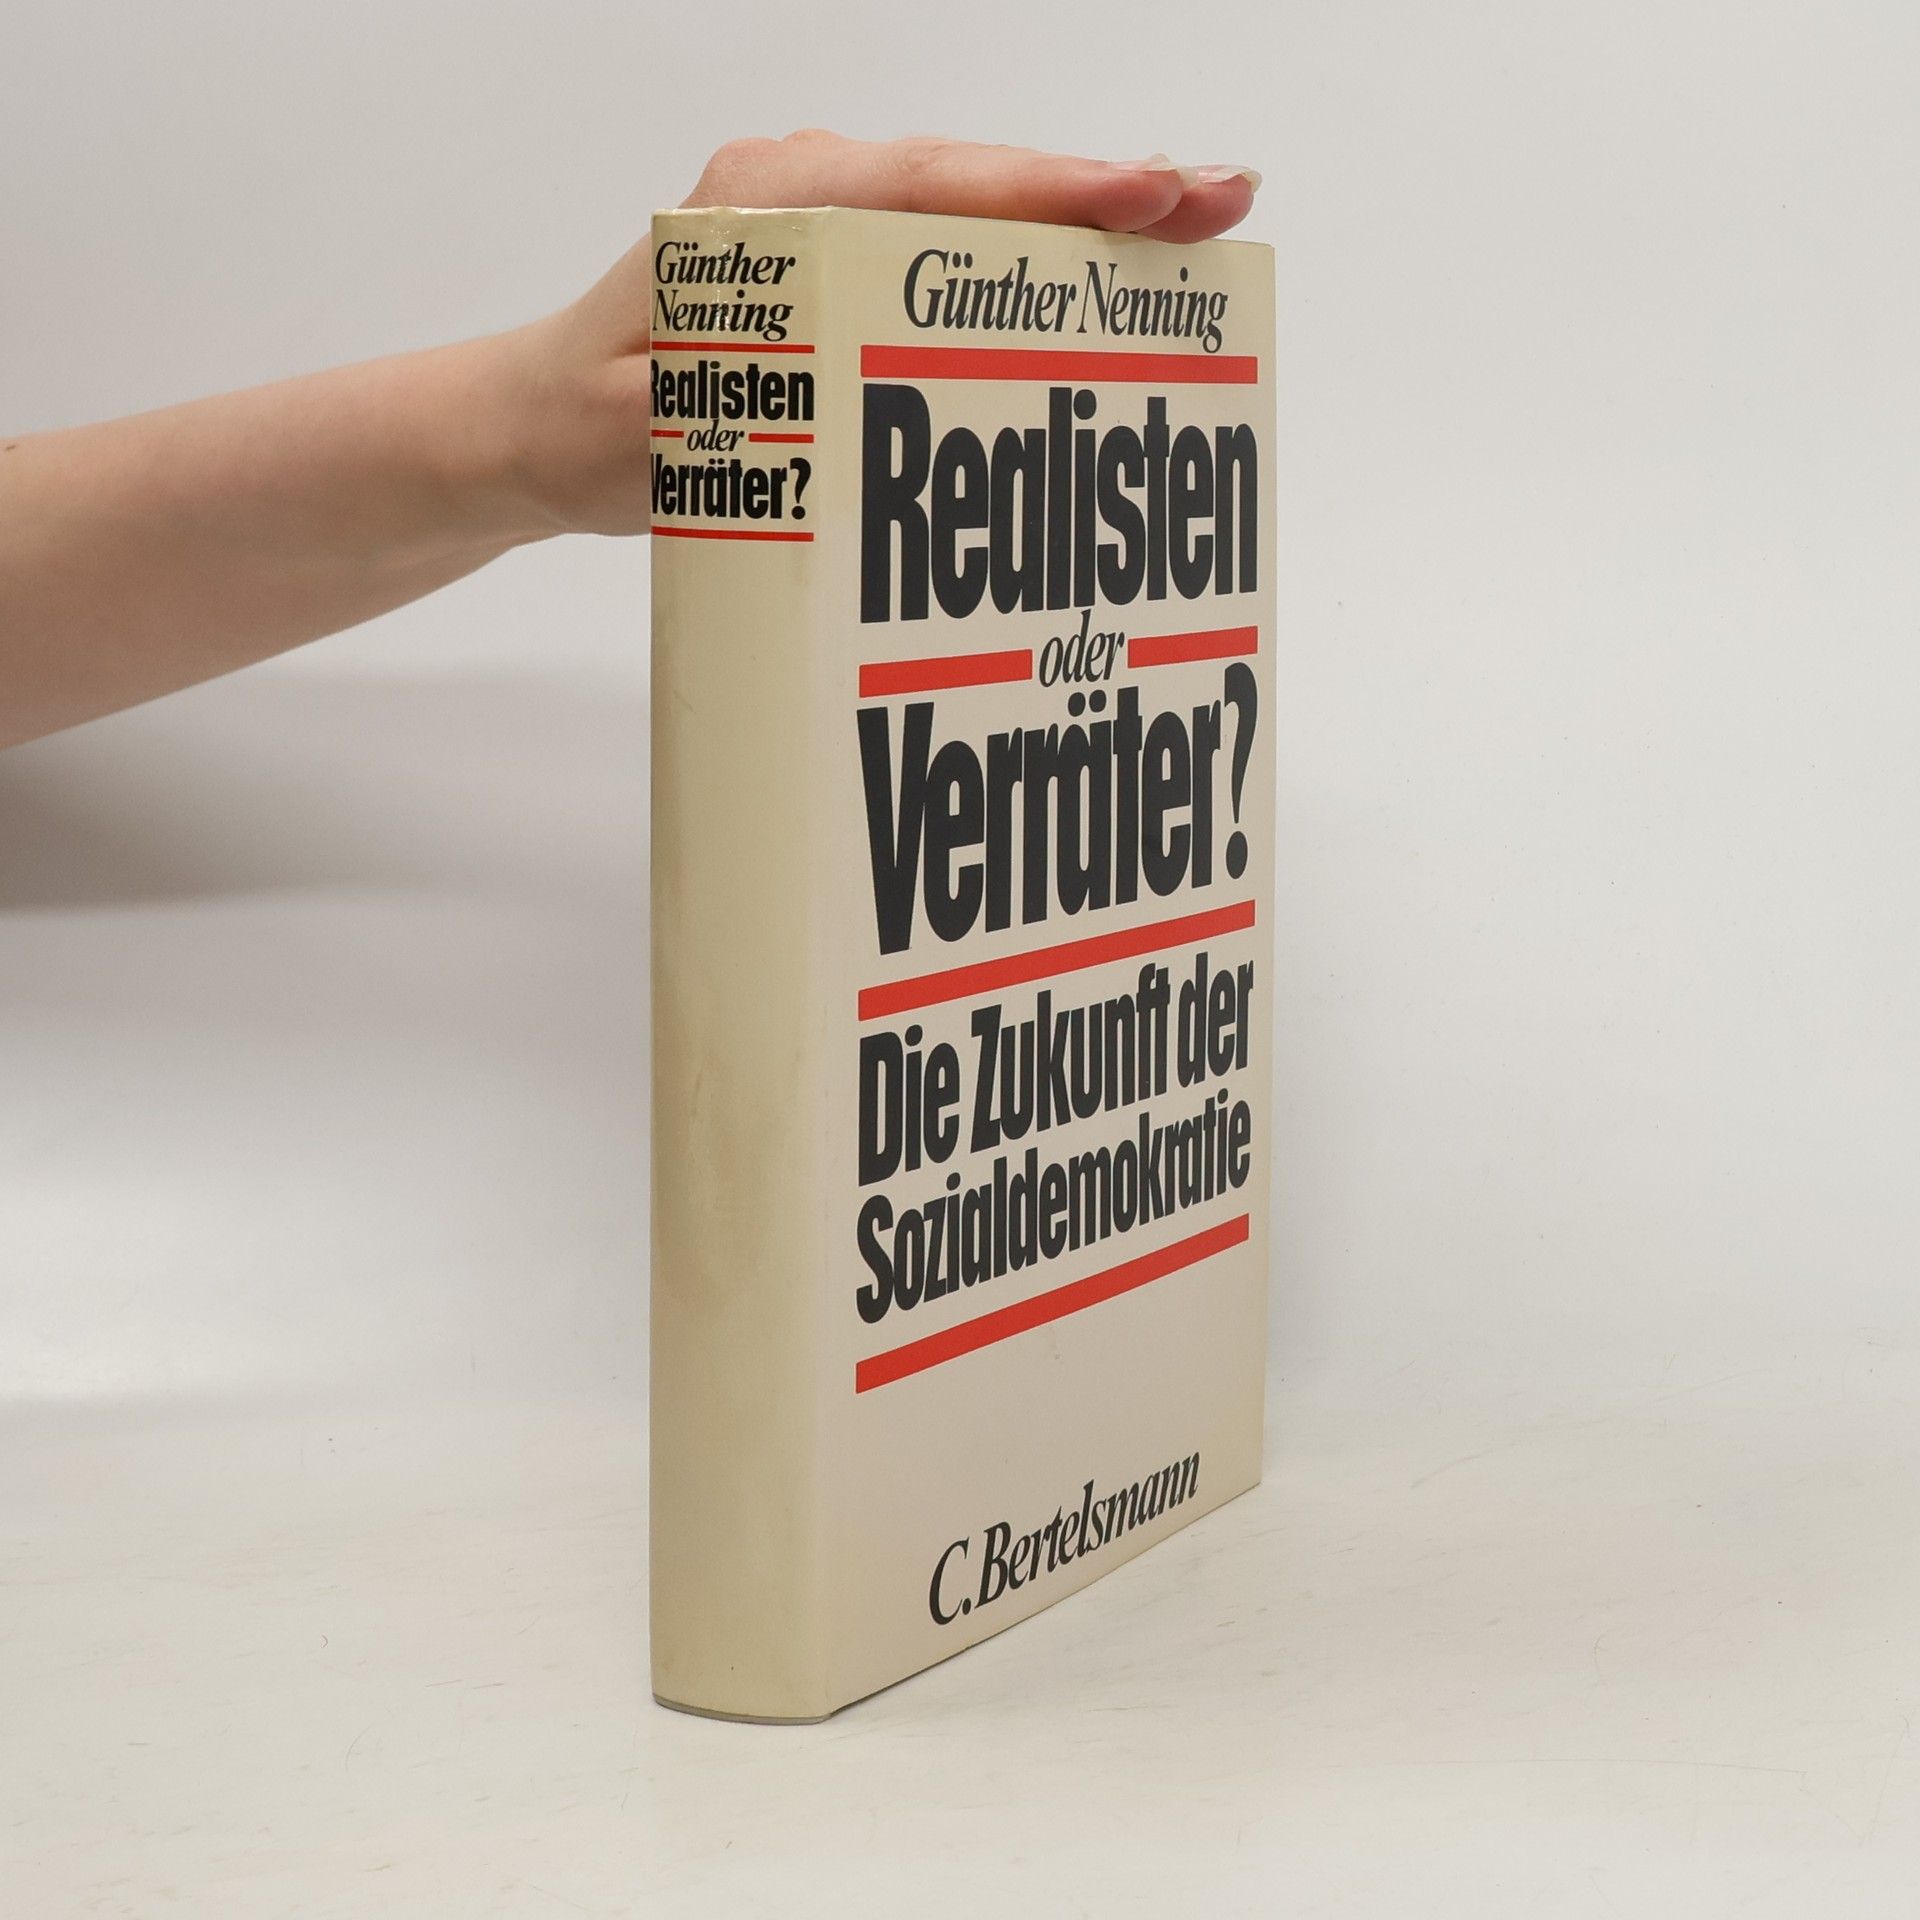 Günther
Nenning
Realisten
oder
Verräter?
Günther Nenning
Realisten
oder
Verräter?
Die Zukunft der
Sozialdemokratie
C. Bertelsmann